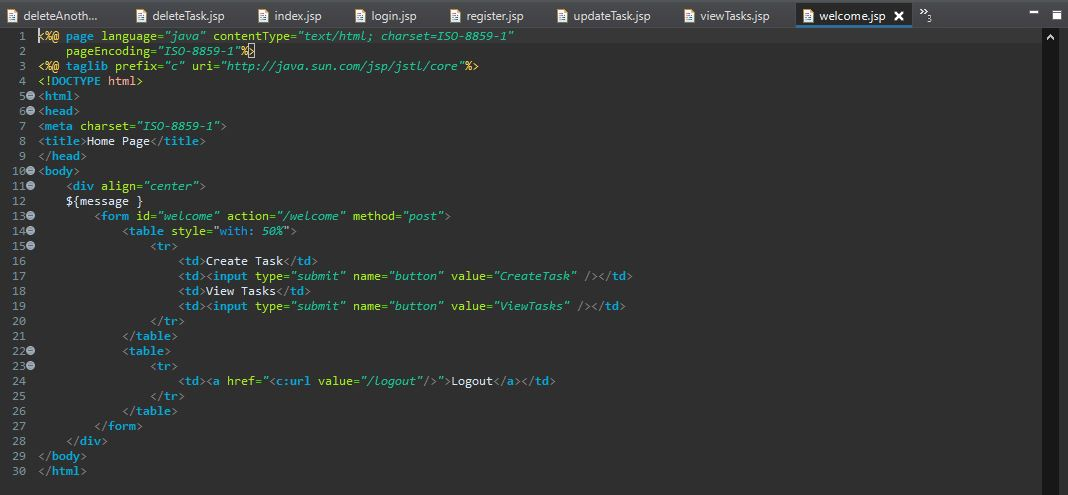 deleteAnoth... deleteTask.jsp index.jsp login.jsp register.jsp updateTask.jsp viewTasks.jsp welcome.jsp »3
1 <%@ page language="java" contentType="text/html; charset=ISO-8859-1"
2     pageEncoding="ISO-8859-1"%>
3 <%@ taglib prefix="c" uri="http://java.sun.com/jsp/jstl/core"%>
4 <!DOCTYPE html>
5 <html>
6 <head>
7 <meta charset="ISO-8859-1">
8 <title>Home Page</title>
9 </head>
10 <body>
11     <div align="center">
12     ${message }
13         <form id="welcome" action="/welcome" method="post">
14             <table style="with: 50%">
15                 <tr>
16                     <td>Create Task</td>
17                     <td><input type="submit" name="button" value="CreateTask" /></td>
18                     <td>View Tasks</td>
19                     <td><input type="submit" name="button" value="ViewTasks" /></td>
20                 </tr>
21             </table>
22             <table>
23                 <tr>
24                     <td><a href="<c:url value="/logout"/>">Logout</a></td>
25                 </tr>
26             </table>
27         </form>
28     </div>
29 </body>
30 </html>